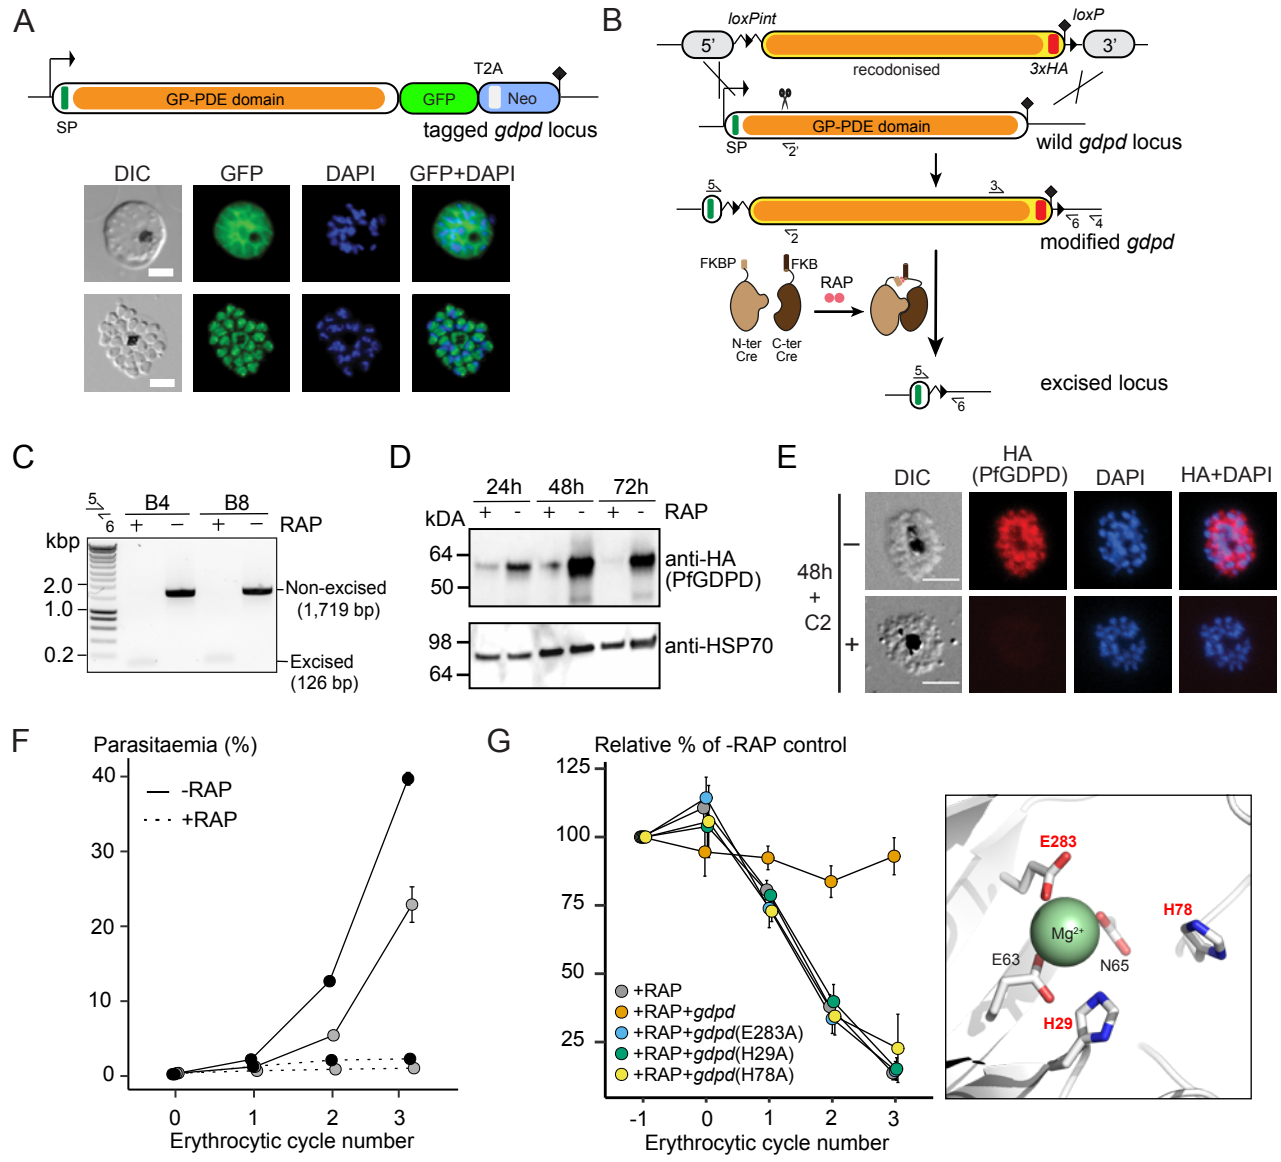 A
T2A
GP-PDE domain
GFP
Neo
SP
tagged gdpd locus
DIC
GFP
DAPI
GFP+DAPI
B
loxPint
loxP
5'
3'
recodonised
3xHA
GP-PDE domain
SP
2'
wild gdpd locus
5
3
2
6
4
modified gdpd
FKBP
FKB
RAP
N-ter
Cre
C-ter
Cre
5
6
excised locus
C
5
6
B4
B8
+
–
+
–
RAP
kbp
2.0
1.0
0.2
Non-excised
(1,719 bp)
Excised
(126 bp)
D
24h
48h
72h
kDA
+
-
+
-
+
-
RAP
64
50
anti-HA
(PfGDPD)
98
64
anti-HSP70
E
DIC
HA
(PfGDPD)
DAPI
HA+DAPI
48h
+
C2
–
+
F
Parasitaemia (%)
40
30
20
10
0
-RAP
+RAP
0
1
2
3
Erythrocytic cycle number
G
Relative % of -RAP control
125
100
75
50
25
+RAP
+RAP+gdpd
+RAP+gdpd(E283A)
+RAP+gdpd(H29A)
+RAP+gdpd(H78A)
-1
0
1
2
3
Erythrocytic cycle number
E283
H78
Mg2+
E63
N65
H29